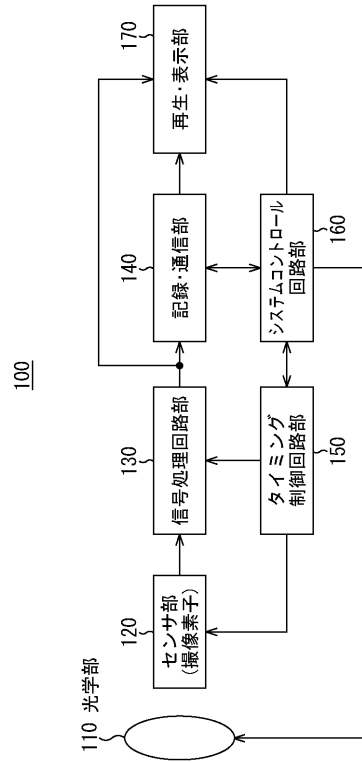 100
110 光学部
120
センサ部
(撮像素子)
130
信号処理回路部
140
記録・通信部
170
再生・表示部
150
タイミング
制御回路部
160
システムコントロール
回路部